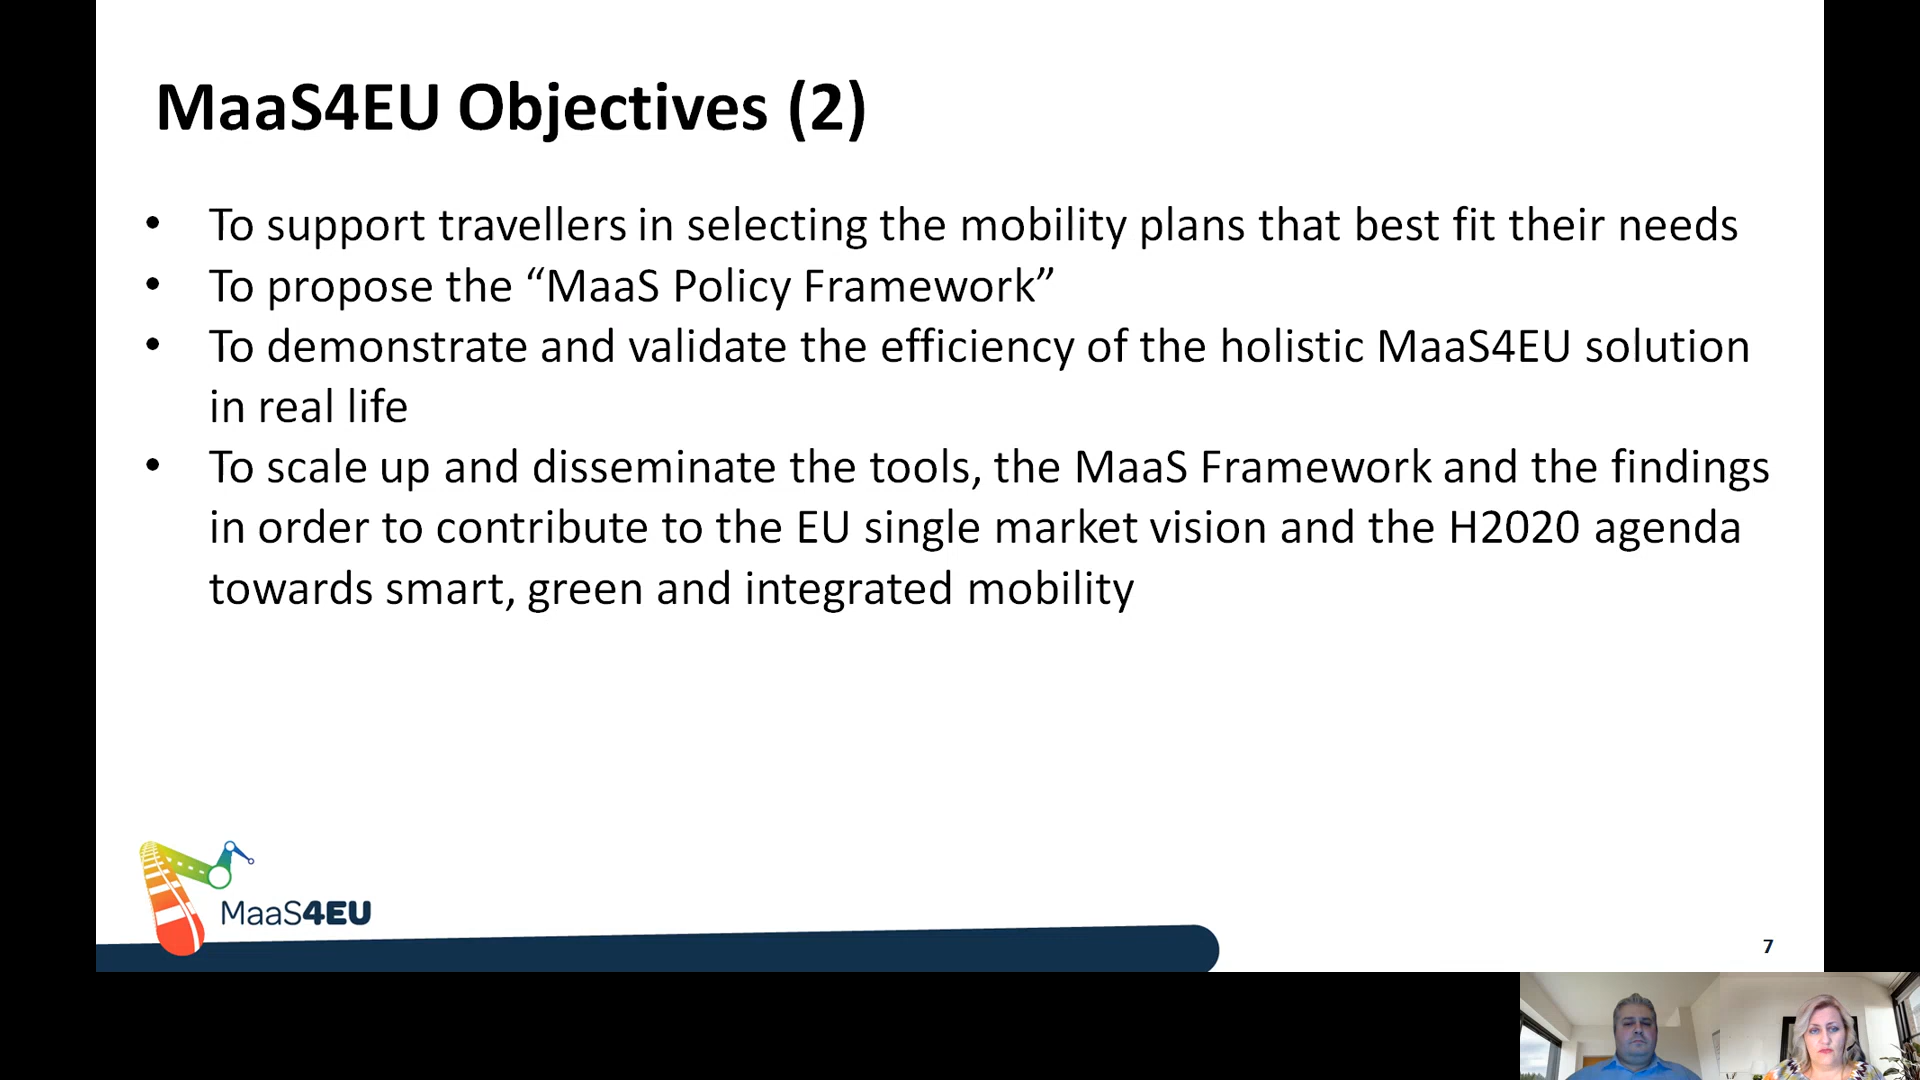 MaaS4EU Objectives (2)
• To support travellers in selecting the mobility plans that best fit their needs
• To propose the “MaaS Policy Framework”
• To demonstrate and validate the efficiency of the holistic MaaS4EU solution
in real life
• To scale up and disseminate the tools, the MaaS Framework and the findings
in order to contribute to the EU single market vision and the H2020 agenda
towards smart, green and integrated mobility
MaaS4EU
7